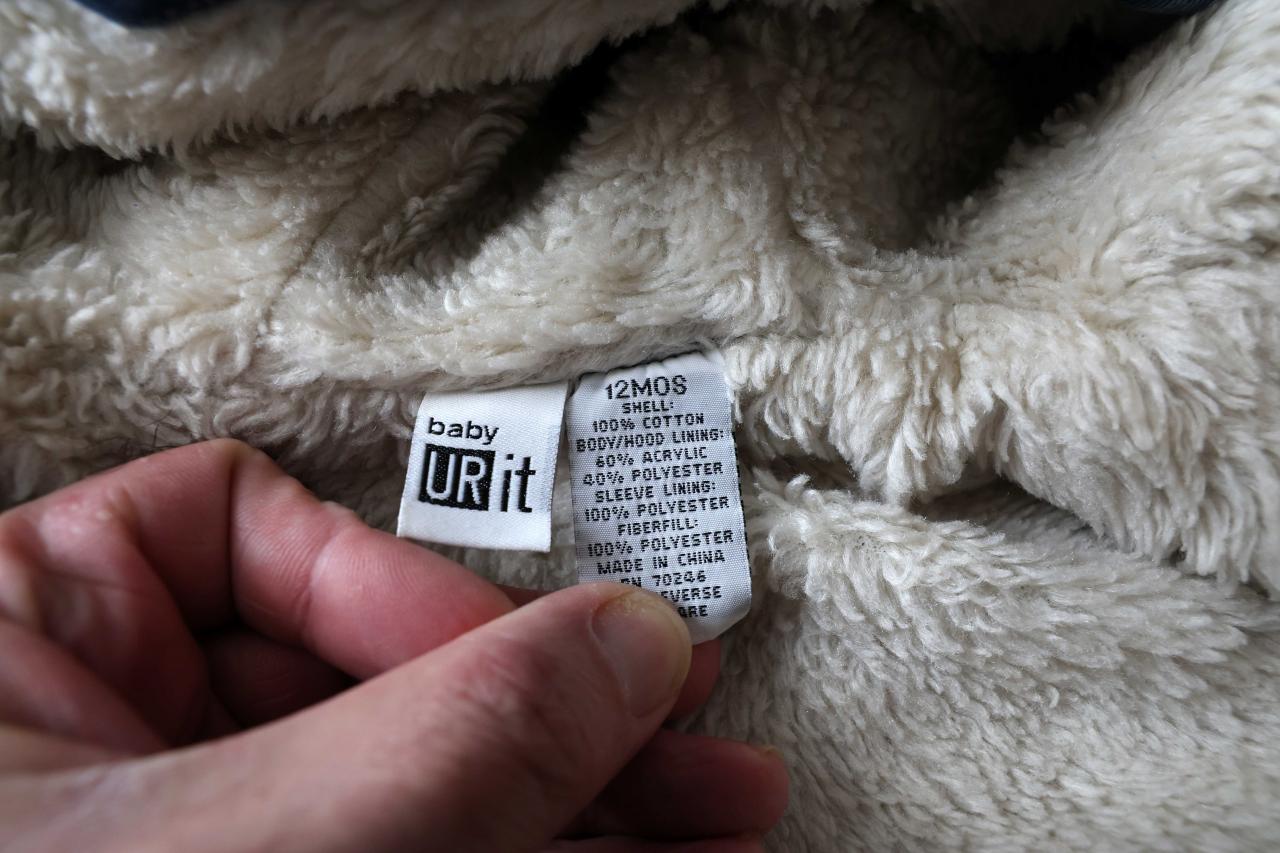 baby
UR it
12MOS
SHELL:
100% COTTON
BODY/HOOD LINING:
60% ACRYLIC
40% POLYESTER
SLEEVE LINING:
100% POLYESTER
FIBERFILL:
100% POLYESTER
MADE IN CHINA
70246